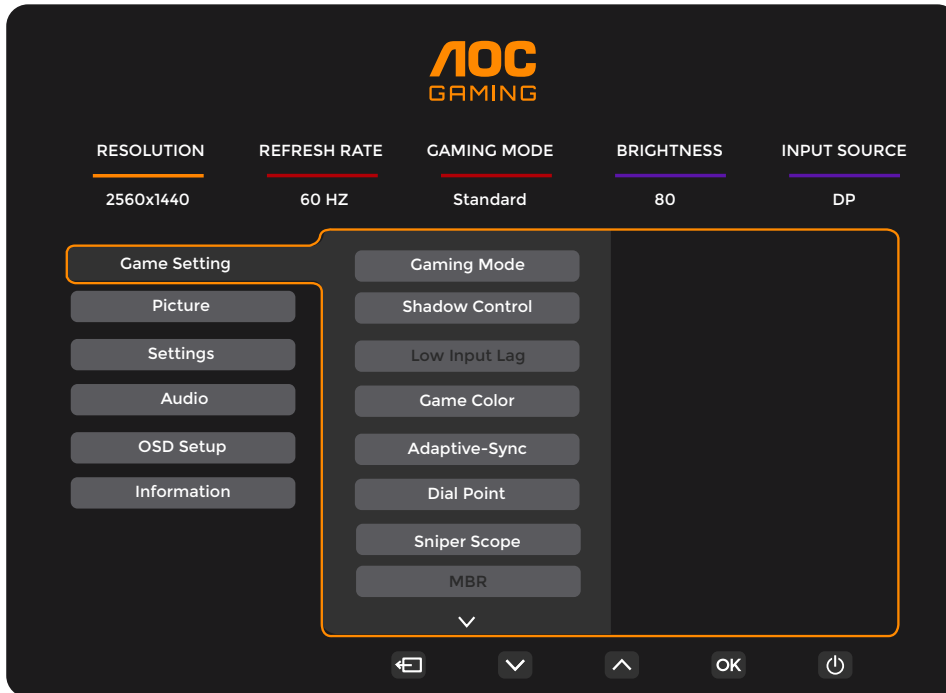 AOC
GAMING
RESOLUTION REFRESH RATE GAMING MODE BRIGHTNESS INPUT SOURCE
2560x1440 60 HZ Standard 80 DP
Game Setting
Picture
Settings
Audio
OSD Setup
Information
Gaming Mode
Shadow Control
Low Input Lag
Game Color
Adaptive-Sync
Dial Point
Sniper Scope
MBR
OK